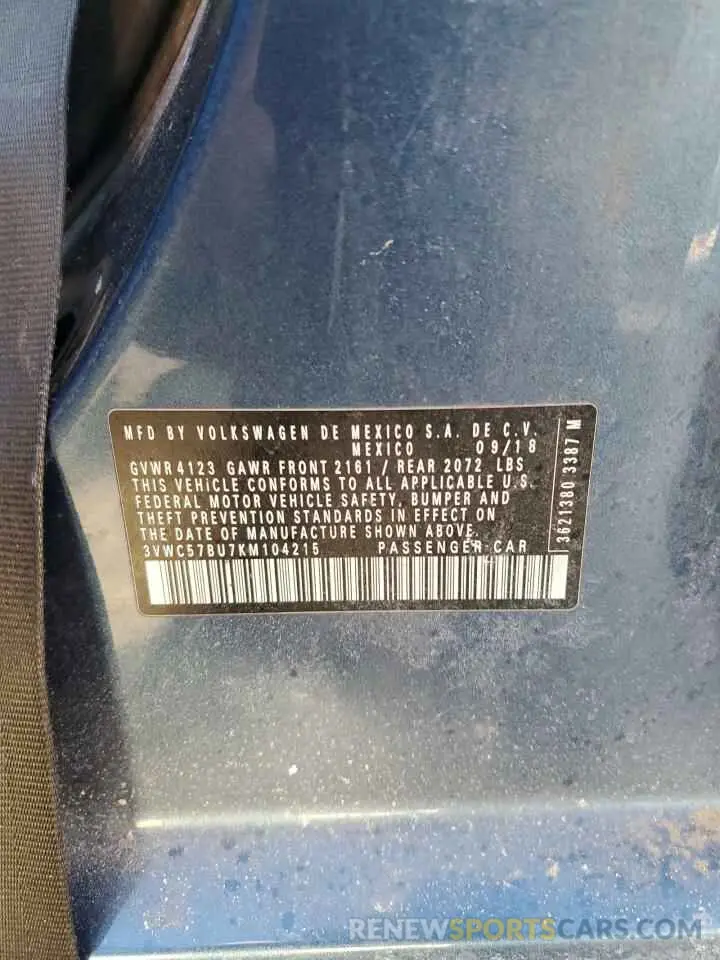 MFD BY VOLKSWAGEN DE MEXICO S.A. DE C.V.
MEXICO 09/18
GVWR 4123 GAWR FRONT 2161 / REAR 2072 LBS
THIS VEHICLE CONFORMS TO ALL APPLICABLE U.S.
FEDERAL MOTOR VEHICLE SAFETY, BUMPER AND
THEFT PREVENTION STANDARDS IN EFFECT ON
THE DATE OF MANUFACTURE SHOWN ABOVE.
3VWC57BU7KM104215 PASSENGER CAR
3621380 3387 M
RENEWSPORTSCARS.COM